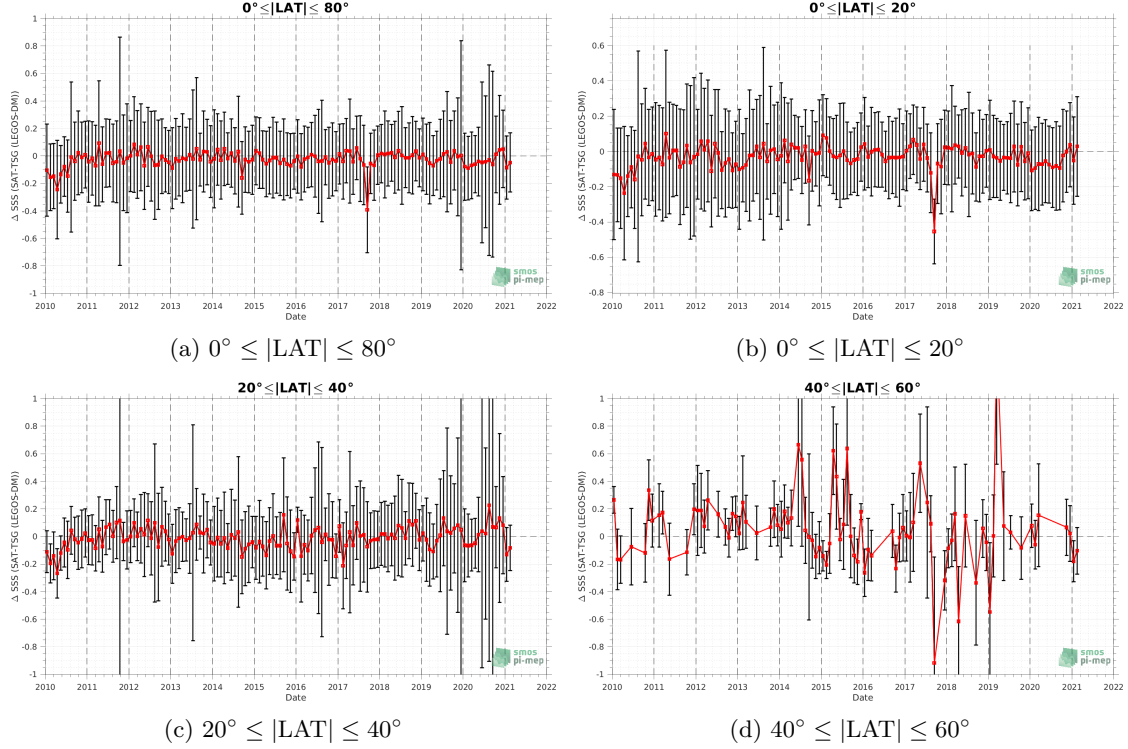 0°≤|LAT|≤ 80°
Δ SSS (SAT-TSG (LEGOS-DM))
1
0.8
0.6
0.4
0.2
0
-0.2
-0.4
-0.6
-0.8
-1
2010 2011 2012 2013 2014 2015 2016 2017 2018 2019 2020 2021 2022
Date
smos
pi-mep
(a) 0° ≤ |LAT| ≤ 80°
0°≤|LAT|≤ 20°
Δ SSS (SAT-TSG (LEGOS-DM))
0.6
0.4
0.2
0
-0.2
-0.4
-0.6
-0.8
2010 2011 2012 2013 2014 2015 2016 2017 2018 2019 2020 2021 2022
Date
smos
pi-mep
(b) 0° ≤ |LAT| ≤ 20°
20°≤|LAT|≤ 40°
Δ SSS (SAT-TSG (LEGOS-DM))
1
0.8
0.6
0.4
0.2
0
-0.2
-0.4
-0.6
-0.8
-1
2010 2011 2012 2013 2014 2015 2016 2017 2018 2019 2020 2021 2022
Date
smos
pi-mep
(c) 20° ≤ |LAT| ≤ 40°
40°≤|LAT|≤ 60°
Δ SSS (SAT-TSG (LEGOS-DM))
1
0.8
0.6
0.4
0.2
0
-0.2
-0.4
-0.6
-0.8
-1
2010 2011 2012 2013 2014 2015 2016 2017 2018 2019 2020 2021 2022
Date
smos
pi-mep
(d) 40° ≤ |LAT| ≤ 60°